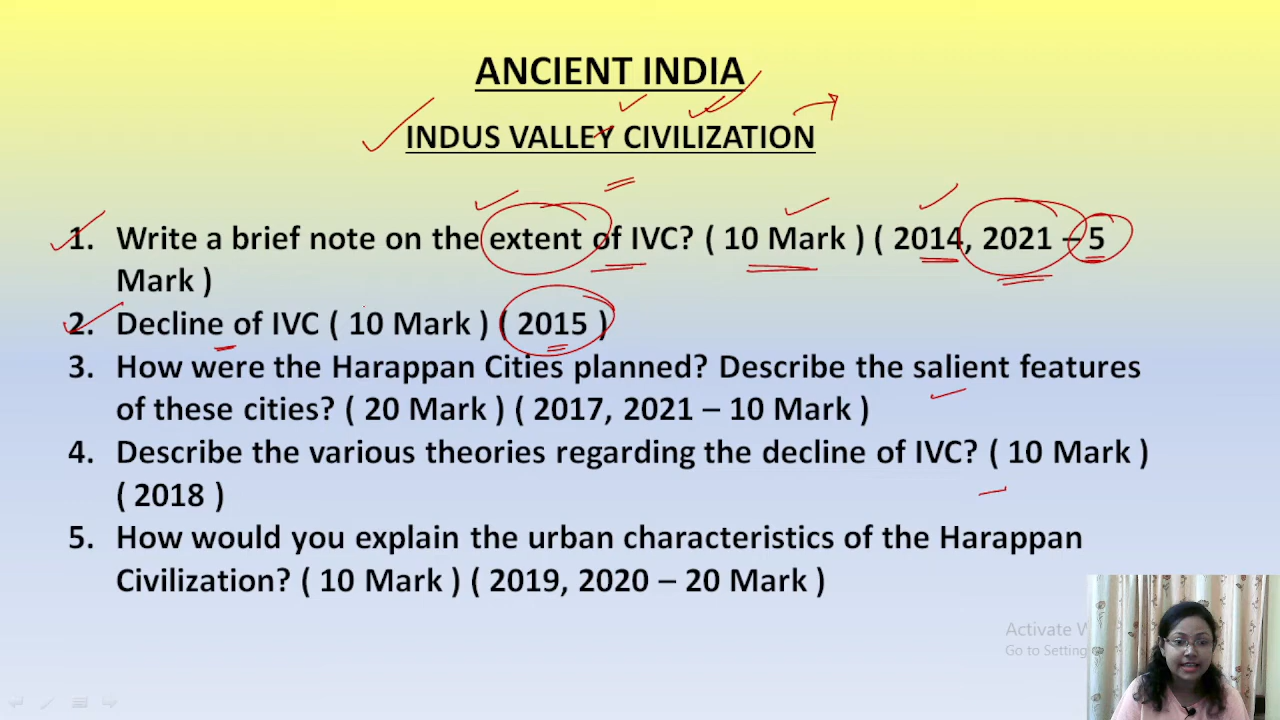 ANCIENT INDIA
INDUS VALLEY CIVILIZATION
1. Write a brief note on the extent of IVC? ( 10 Mark ) ( 2014, 2021 – 5
Mark )
2. Decline of IVC ( 10 Mark ) ( 2015 )
3. How were the Harappan Cities planned? Describe the salient features
of these cities? ( 20 Mark ) ( 2017, 2021 – 10 Mark )
4. Describe the various theories regarding the decline of IVC? ( 10 Mark )
( 2018 )
5. How would you explain the urban characteristics of the Harappan
Civilization? ( 10 Mark ) ( 2019, 2020 – 20 Mark )
Activate W
Go to Setting